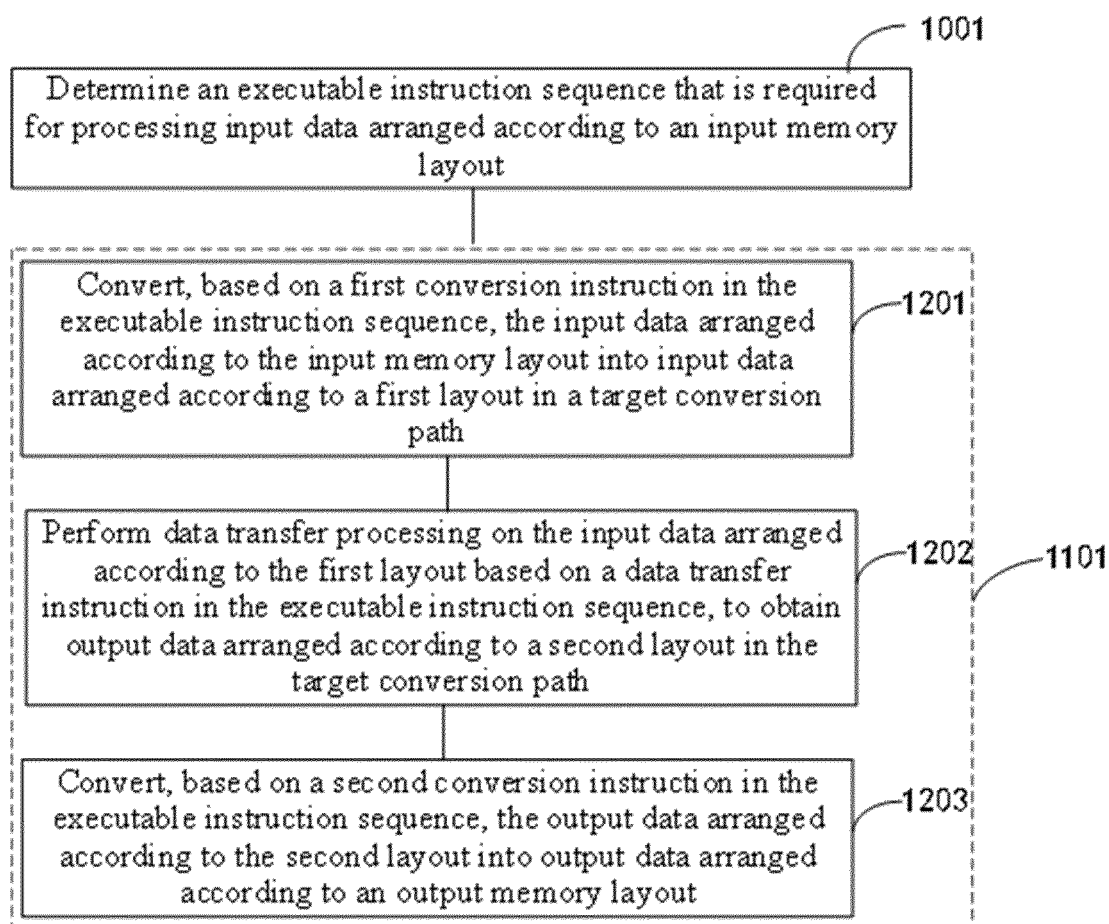 1001
Determine an executable instruction sequence that is required
for processing input data arranged according to an input memory
layout
Convert, based on a first conversion instruction in the
executable instruction sequence, the input data arranged
according to the input memory layout into input data
arranged according to a first layout in a target conversion
path
1201
Perform data transfer processing on the input data arranged
according to the first layout based on a data transfer
instruction in the executable instruction sequence, to obtain
output data arranged according to a second layout in the
target conversion path
1202
1101
Convert, based on a second conversion instruction in the
executable instruction sequence, the output data arranged
according to the second layout into output data arranged
according to an output memory layout
1203